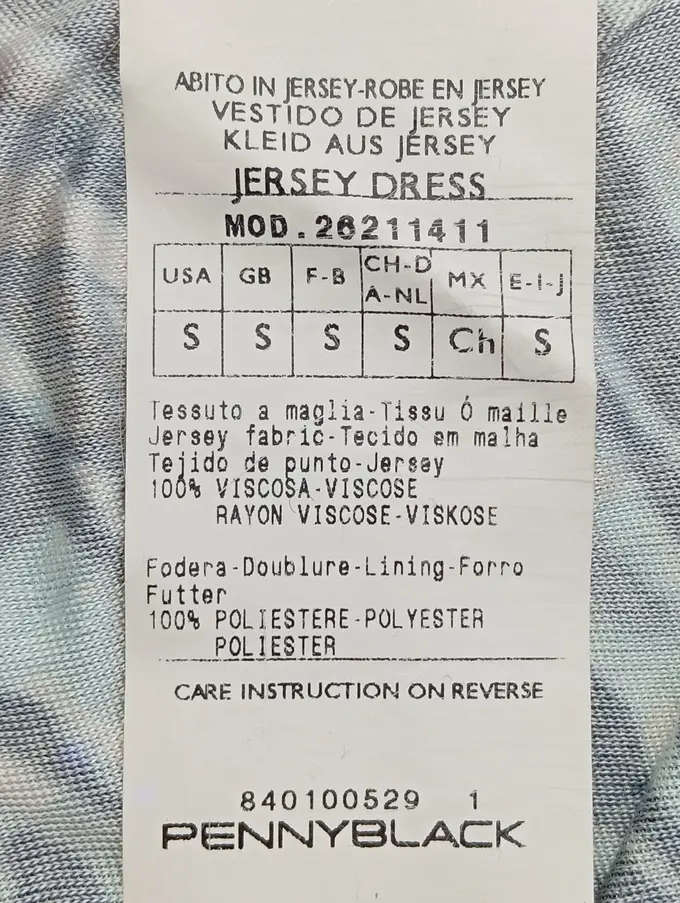 ABITO IN JERSEY-ROBE EN JERSEY
VESTIDO DE JERSEY
KLEID AUS JERSEY
JERSEY DRESS
MOD.26211411
USA GB F-B CH-D A-NL MX E-I-J
S S S S Ch S
Tessuto a maglia-Tissu Ó maille
Jersey fabric-Tecido em malha
Tejido de punto-Jersey
100% VISCOSA-VISCOSE
RAYON VISCOSE-VISKOSE
Fodera-Doublure-Lining-Forro
Futter
100% POLIESTERE-POLYESTER
POLIESTER
CARE INSTRUCTION ON REVERSE
840100529 1
PENNYBLACK